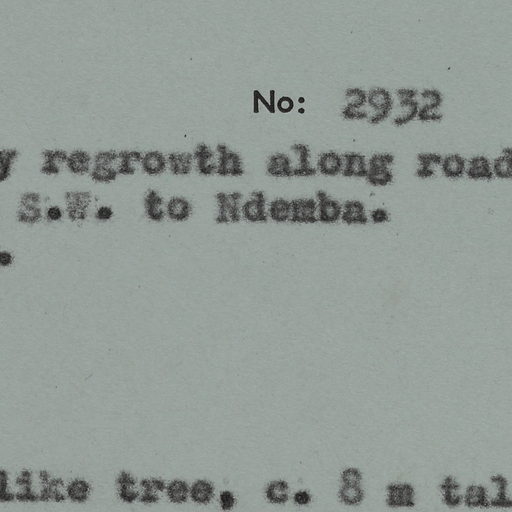 No: 2932
y regrowth along road
S.W. to Ndemba.
.
like tree, c. 8 m tal